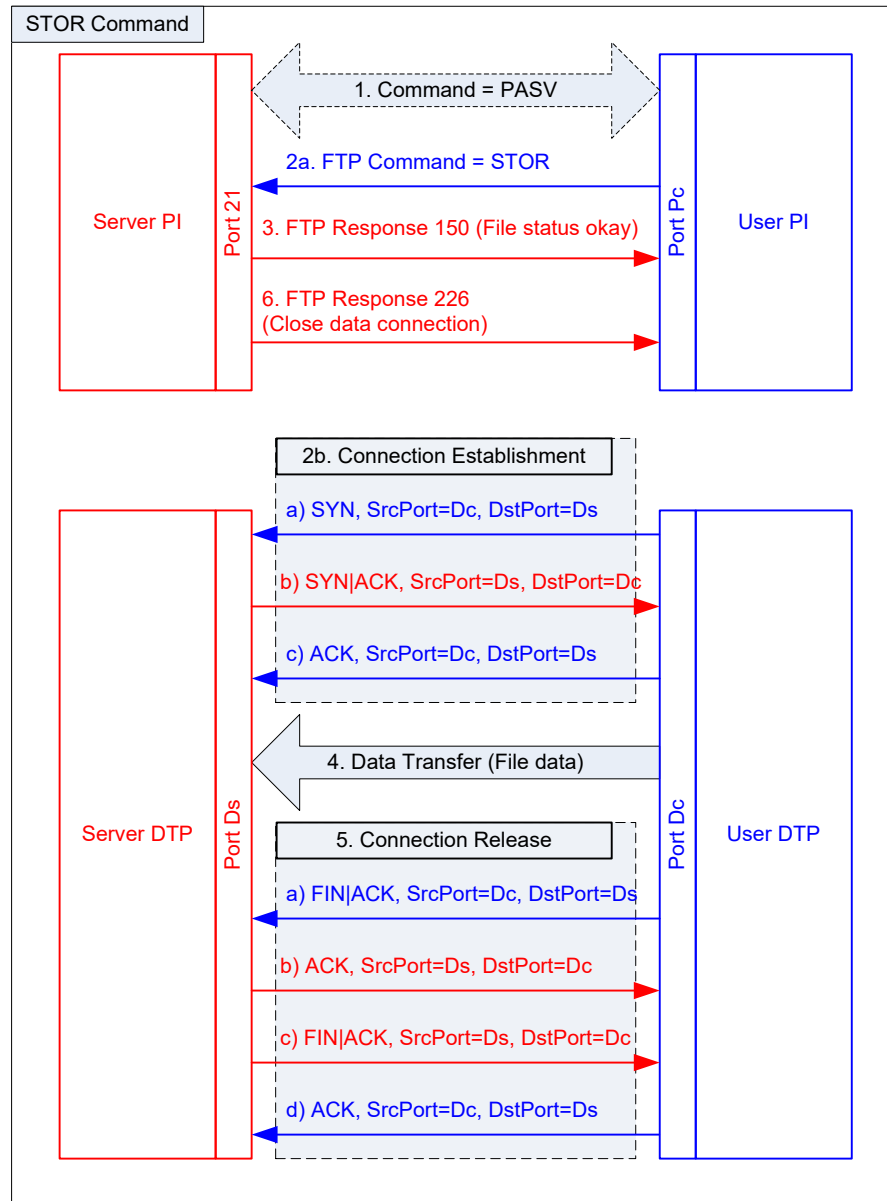 STOR Command
1. Command = PASV
2a. FTP Command = STOR
Server PI
Port 21
3. FTP Response 150 (File status okay)
Port Pc
User PI
6. FTP Response 226
(Close data connection)
2b. Connection Establishment
a) SYN, SrcPort=Dc, DstPort=Ds
b) SYN|ACK, SrcPort=Ds, DstPort=Dc
c) ACK, SrcPort=Dc, DstPort=Ds
4. Data Transfer (File data)
Server DTP
Port Ds
Port Dc
User DTP
5. Connection Release
a) FIN|ACK, SrcPort=Dc, DstPort=Ds
b) ACK, SrcPort=Ds, DstPort=Dc
c) FIN|ACK, SrcPort=Ds, DstPort=Dc
d) ACK, SrcPort=Dc, DstPort=Ds